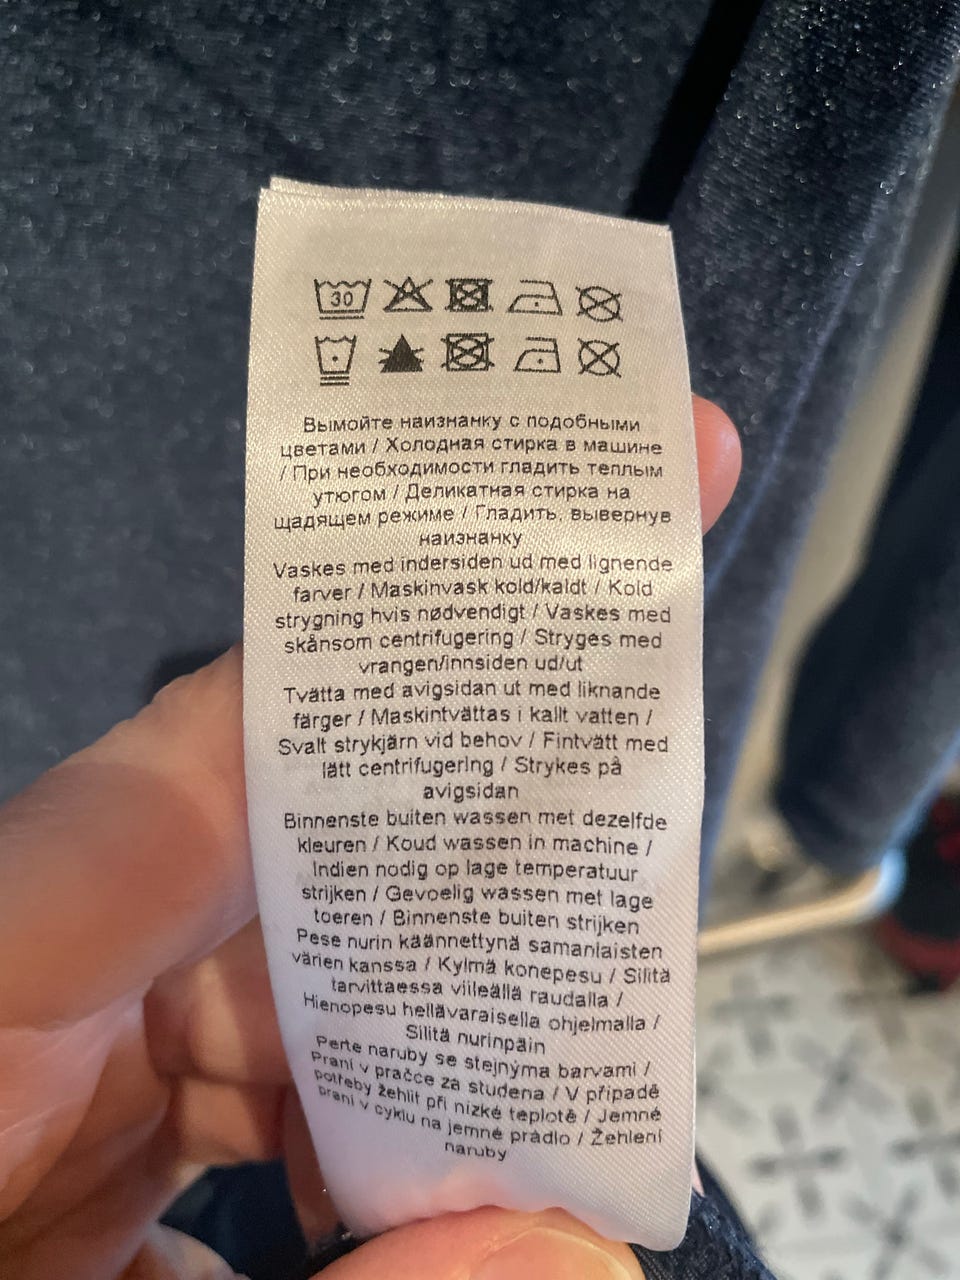 30
Вымойте наизнанку с подобными
цветами / Холодная стирка в машине
/ При необходимости гладить теплым
утюгом / Деликатная стирка на
щадящем режиме / Гладить, вывернув
наизнанку
Vaskes med indersiden ud med lignende
farver / Maskinvask kold/kaldt / Kold
strygning hvis nødvendigt / Vaskes med
skånsom centrifugering / Stryges med
vrangen/innsiden ud/ut
Tvätta med avigsidan ut med liknande
färger / Maskintvättas i kallt vatten /
Svalt strykjärn vid behov / Fintvätt med
lätt centrifugering / Strykes på
avigsidan
Binnenste buiten wassen met dezelfde
kleuren / Koud wassen in machine /
Indien nodig op lage temperatuur
strijken / Gevoelig wassen met lage
toeren / Binnenste buiten strijken
Pese nurin käännettynä samanlaisten
värien kanssa / Kylmä konepesu / Silitä
tarvittaessa viileällä raudalla /
Hienopesu hellävaraisella ohjelmalla /
Silitä nurinpäin
Perte naruby se stejnýma barvami /
Praní v pračce za studena / V případě
potřeby žehlit při nízké teplotě / Jemné
praní v cyklu na jemné prádlo / Žehlení
naruby